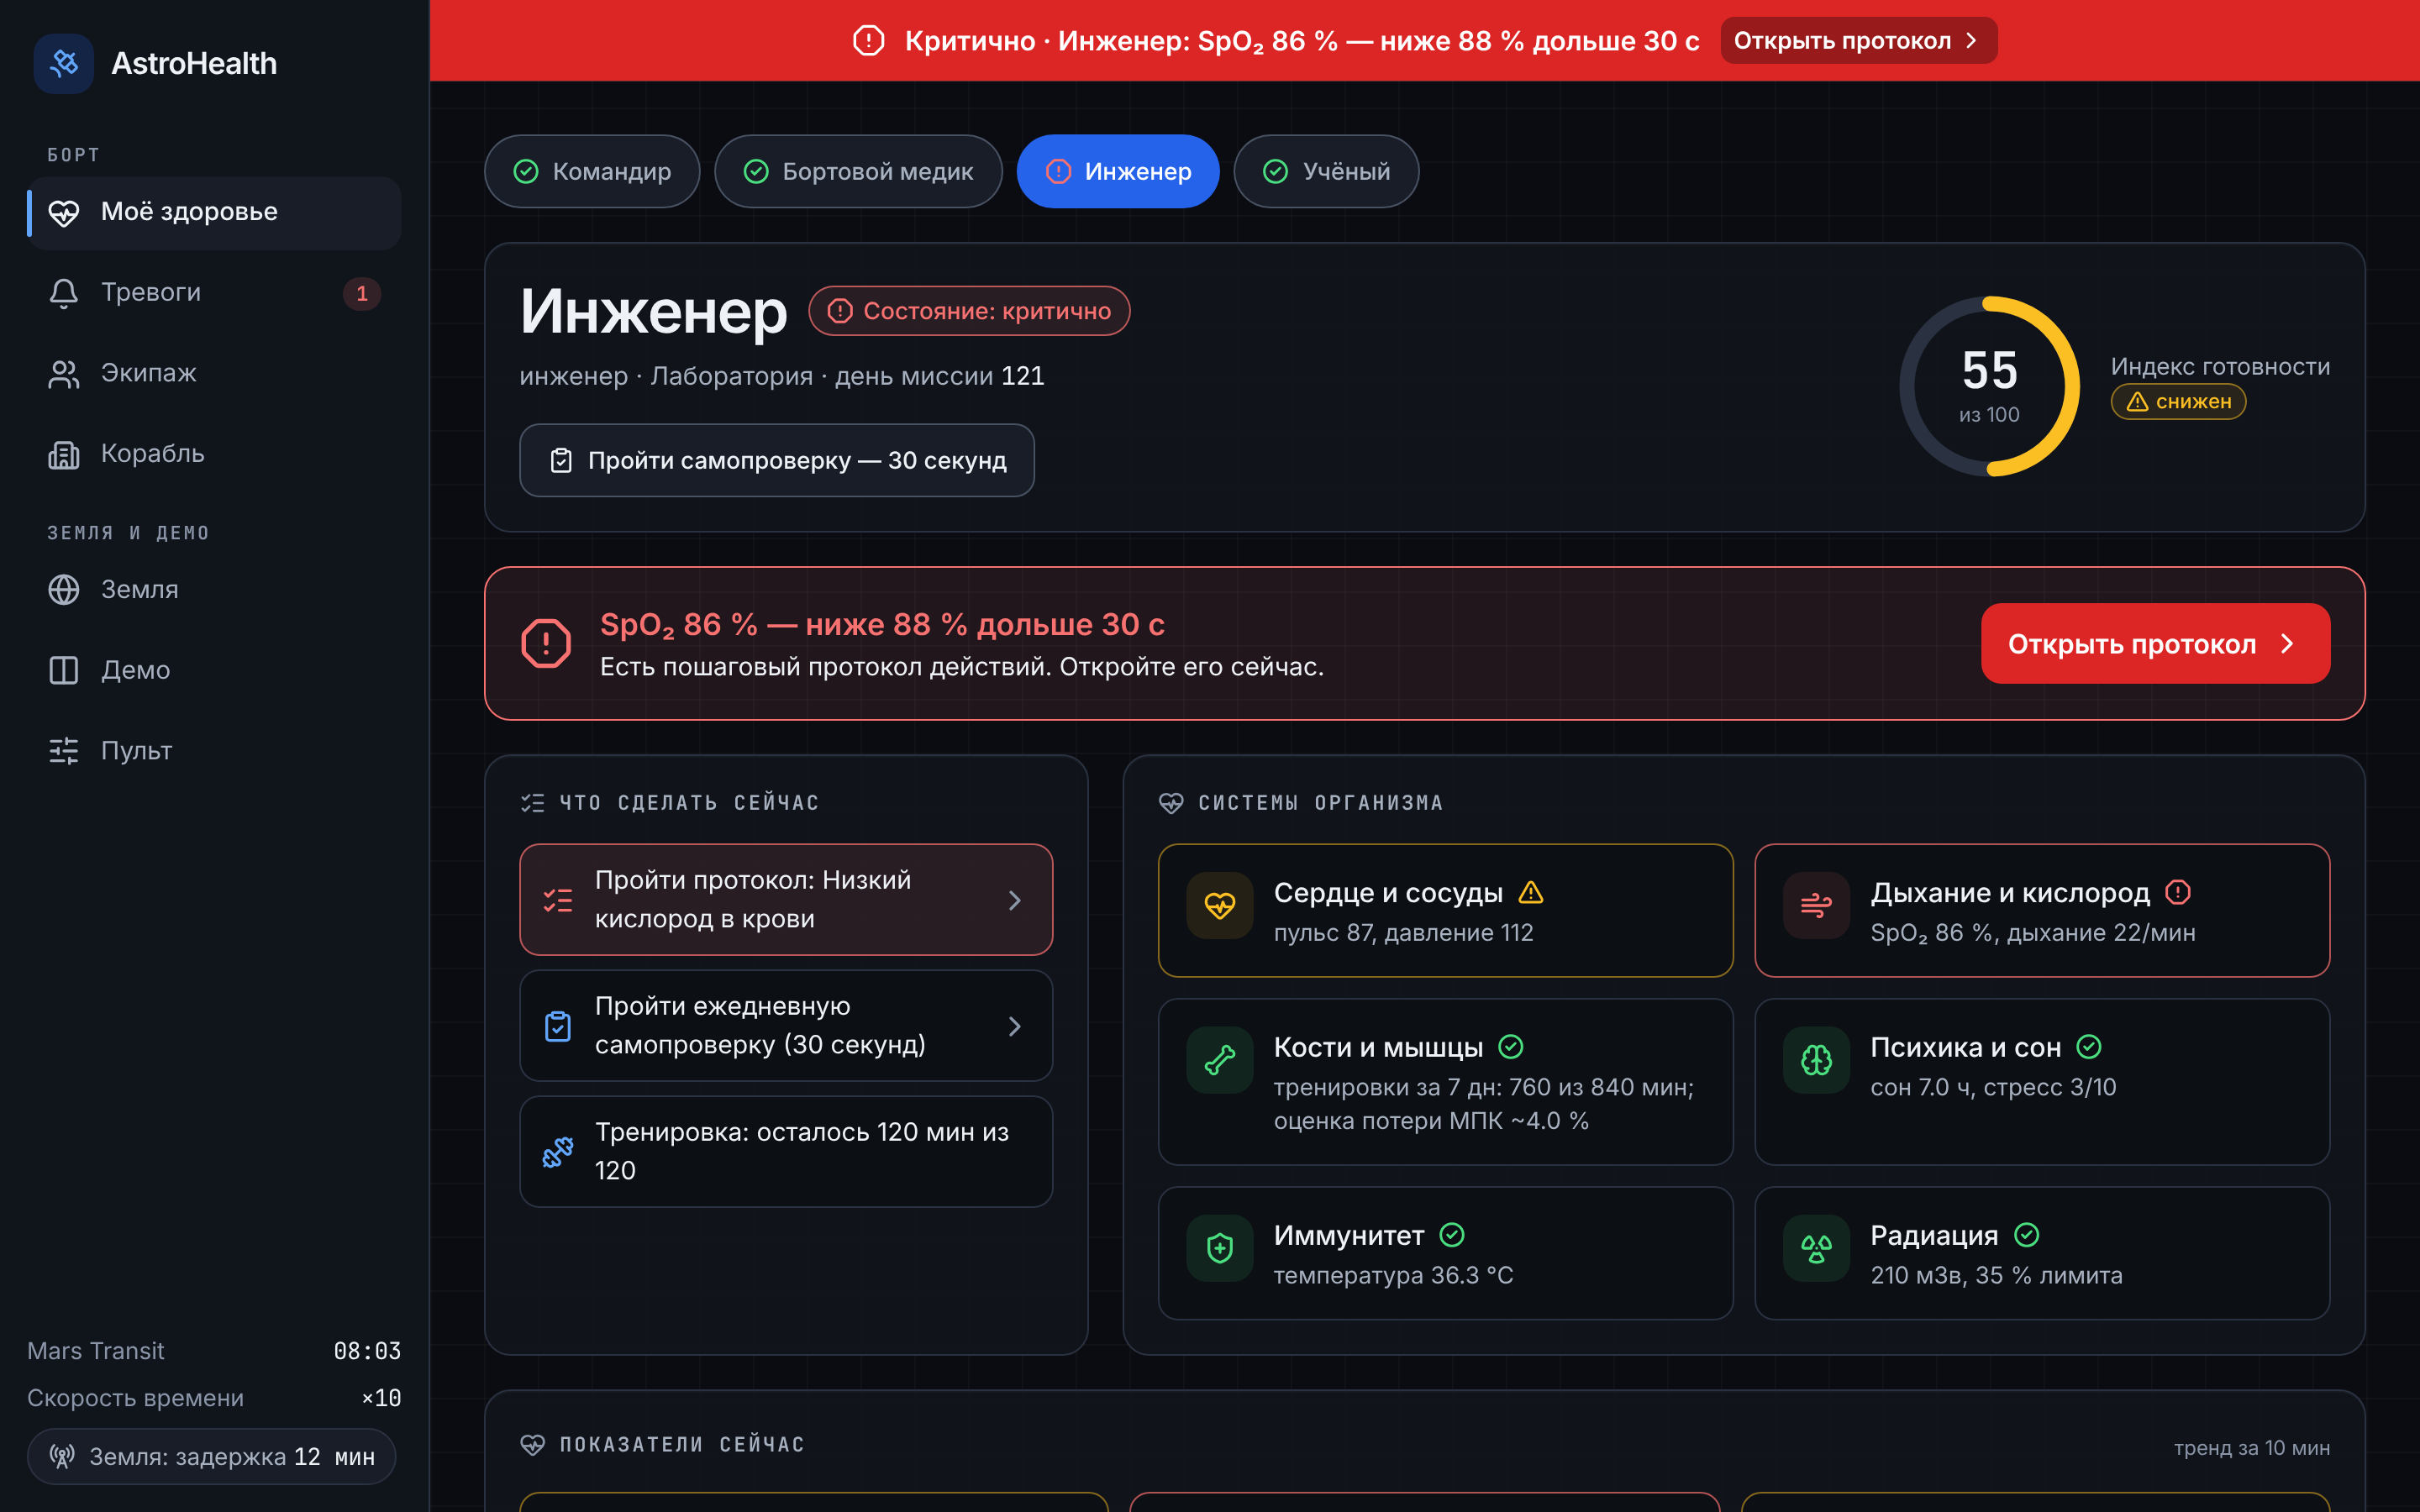 AstroHealth
БОРТ
Моё здоровье
Тревоги
1
Экипаж
Корабль
ЗЕМЛЯ И ДЕМО
Земля
Демо
Пульт
Mars Transit
08:03
Скорость времени
×10
Земля: задержка 12 мин
Критично · Инженер: SpO₂ 86 % — ниже 88 % дольше 30 с
Открыть протокол
Командир
Бортовой медик
Инженер
Учёный
Инженер
Состояние: критично
инженер · Лаборатория · день миссии 121
Пройти самопроверку — 30 секунд
55
из 100
Индекс готовности
снижен
SpO₂ 86 % — ниже 88 % дольше 30 с
Есть пошаговый протокол действий. Откройте его сейчас.
Открыть протокол
ЧТО СДЕЛАТЬ СЕЙЧАС
Пройти протокол: Низкий
кислород в крови
Пройти ежедневную
самопроверку (30 секунд)
Тренировка: осталось 120 мин из
120
СИСТЕМЫ ОРГАНИЗМА
Сердце и сосуды
пульс 87, давление 112
Дыхание и кислород
SpO₂ 86 %, дыхание 22/мин
Кости и мышцы
тренировки за 7 дн: 760 из 840 мин;
оценка потери МПК ~4.0 %
Психика и сон
сон 7.0 ч, стресс 3/10
Иммунитет
температура 36.3 °C
Радиация
210 мЗв, 35 % лимита
ПОКАЗАТЕЛИ СЕЙЧАС
тренд за 10 мин